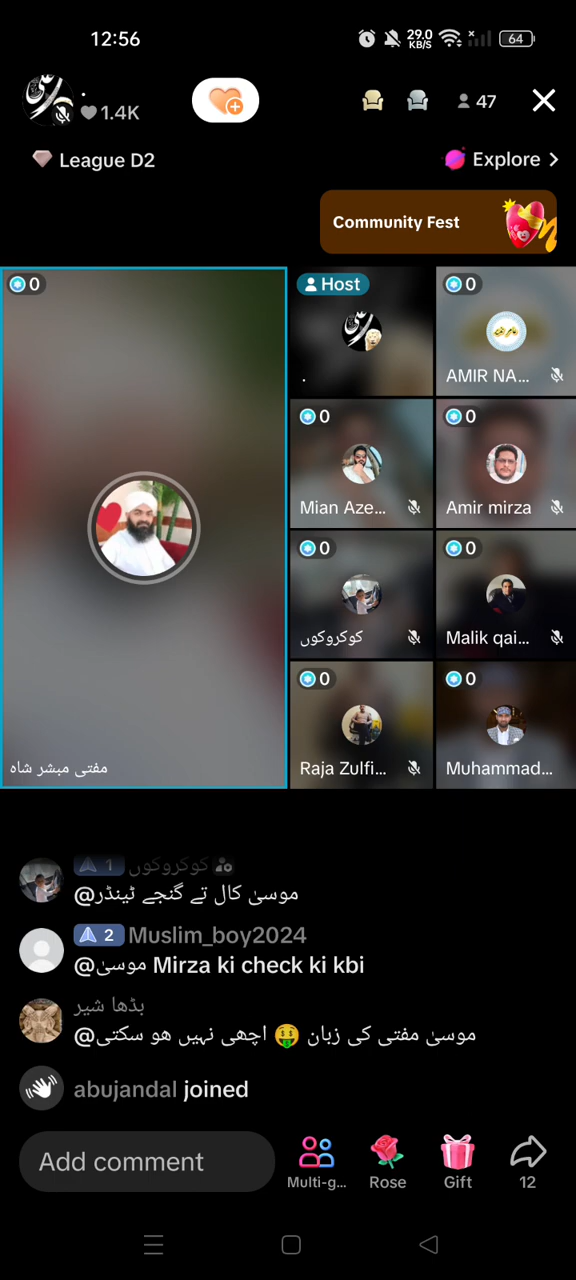 12:56
29.0
KB/S
64
.
1.4K
47
League D2
Explore
Community Fest
0
Host
.
0
AMIR NA...
0
Mian Aze...
0
Amir mirza
0
کوکروکوں
0
Malik qai...
0
Raja Zulfi...
0
Muhammad...
مفتی مبشر شاہ
1 کوکروکوں
@موسیٰ کال تے گنجے ٹینڈر
2 Muslim_boy2024
@موسیٰ Mirza ki check ki kbi
بڈھا شیر
@موسیٰ مفتی کی زبان 🤑 اچھی نہیں ھو سکتی
abujandal joined
Add comment
Multi-g...
Rose
Gift
12